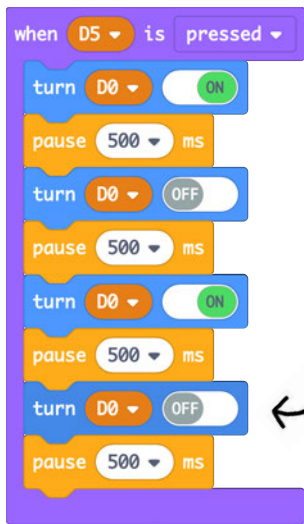 when D5 is pressed
turn D0 ON
pause 500 ms
turn D0 OFF
pause 500 ms
turn D0 ON
pause 500 ms
turn D0 OFF
pause 500 ms